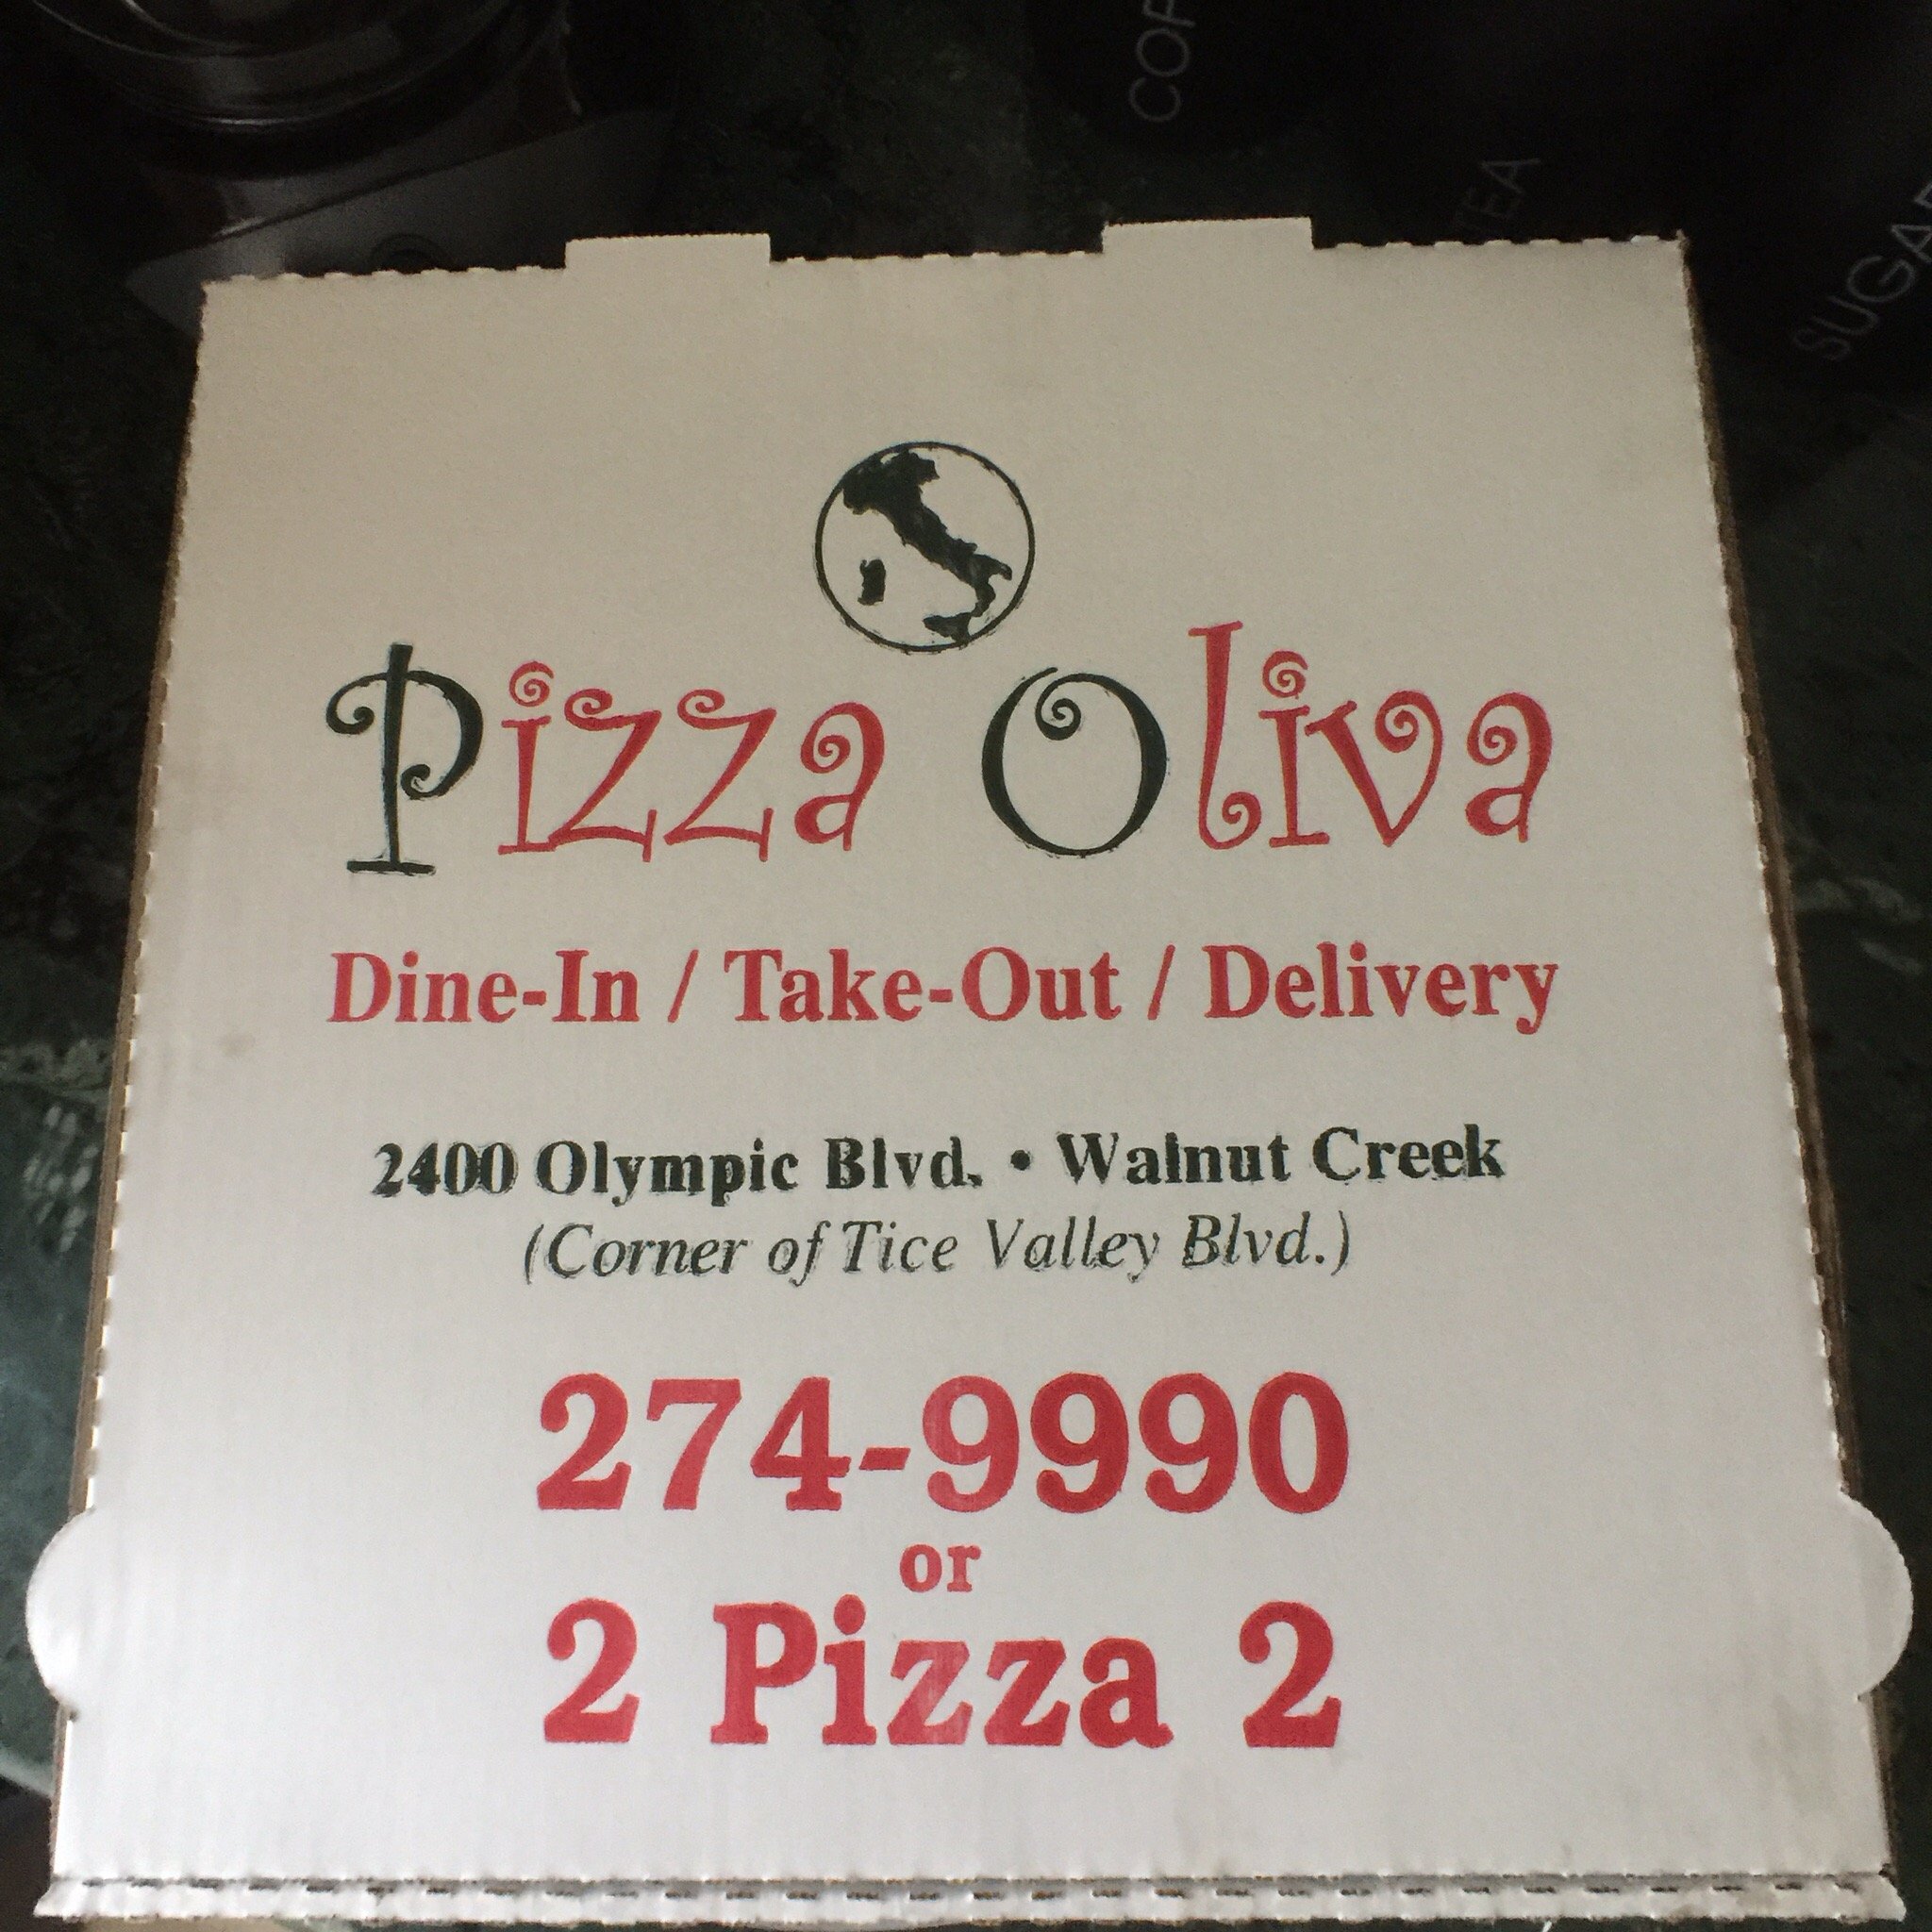 TEA
Pizza Oliva
Dine-In / Take-Out / Delivery
2400 Olympic Blvd. • Walnut Creek
(Corner of Tice Valley Blvd.)
274-9990
or
2 Pizza 2